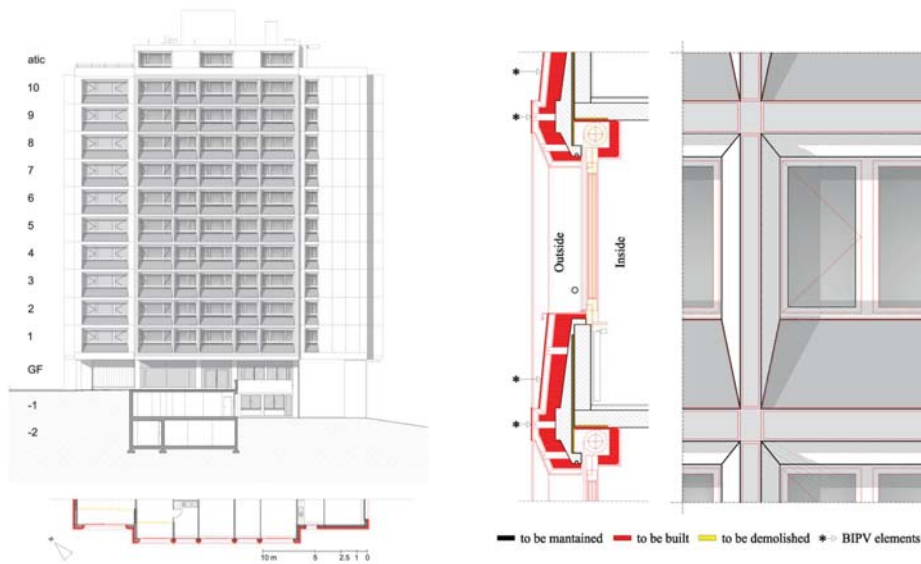 atic
10
9
8
7
6
5
4
3
2
1
GF
-1
-2
10 m 5 2.5 1 0
*
*
Outside
Inside
*
*
to be mantained to be built to be demolished * BIPV elements